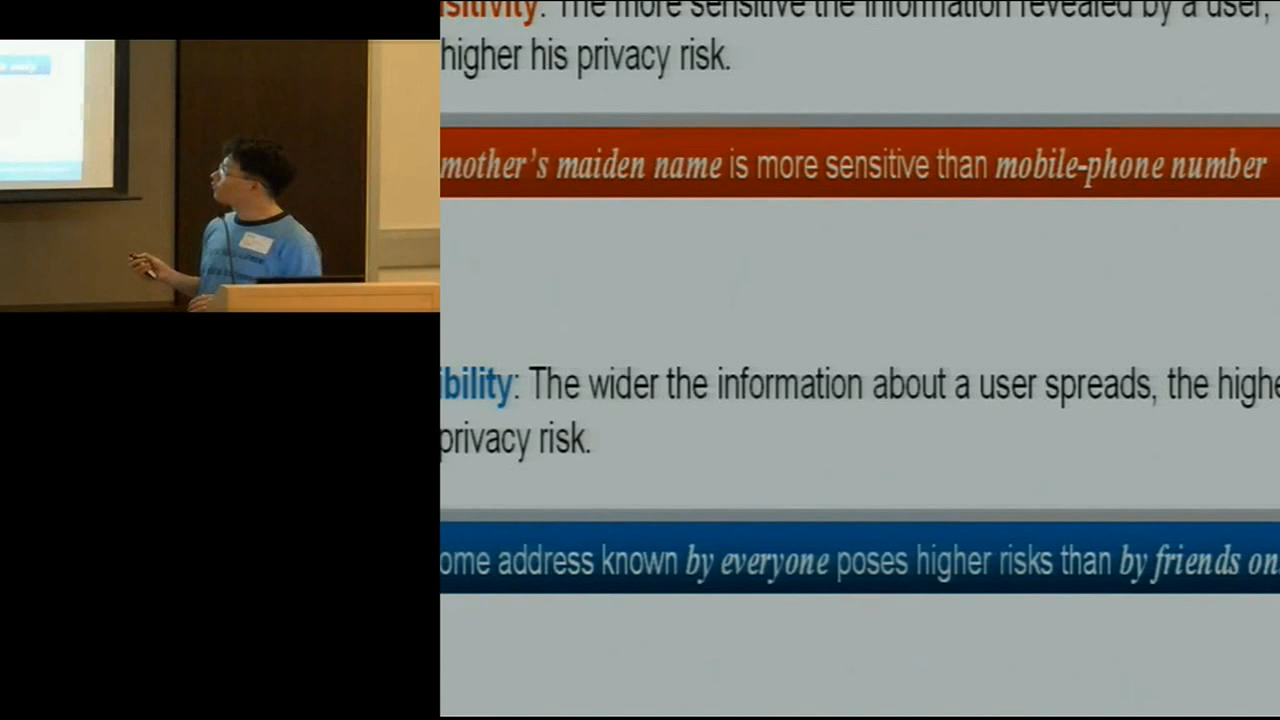 sitivity: The more sensitive the information revealed by a user,
higher his privacy risk.
mother's maiden name is more sensitive than mobile-phone number
ibility: The wider the information about a user spreads, the highe
privacy risk.
ome address known by everyone poses higher risks than by friends on